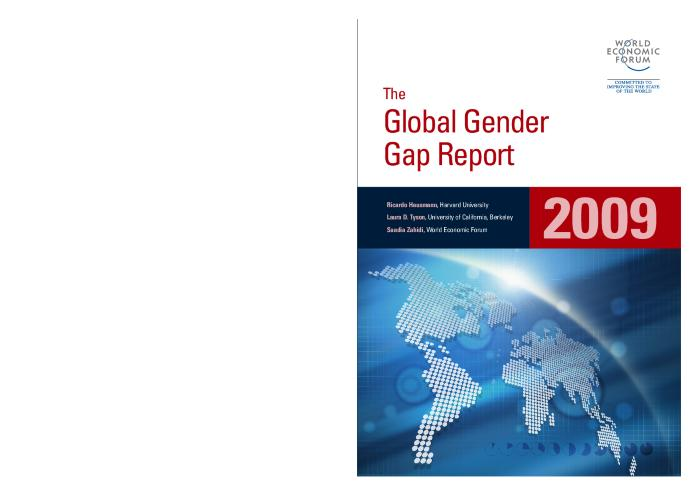 WORLD
ECONOMIC
FORUM
COMMITTED TO
IMPROVING THE STATE
OF THE WORLD
The
Global Gender
Gap Report
Ricardo Hausmann, Harvard University
Laura D. Tyson, University of California, Berkeley
Saadia Zahidi, World Economic Forum
2009